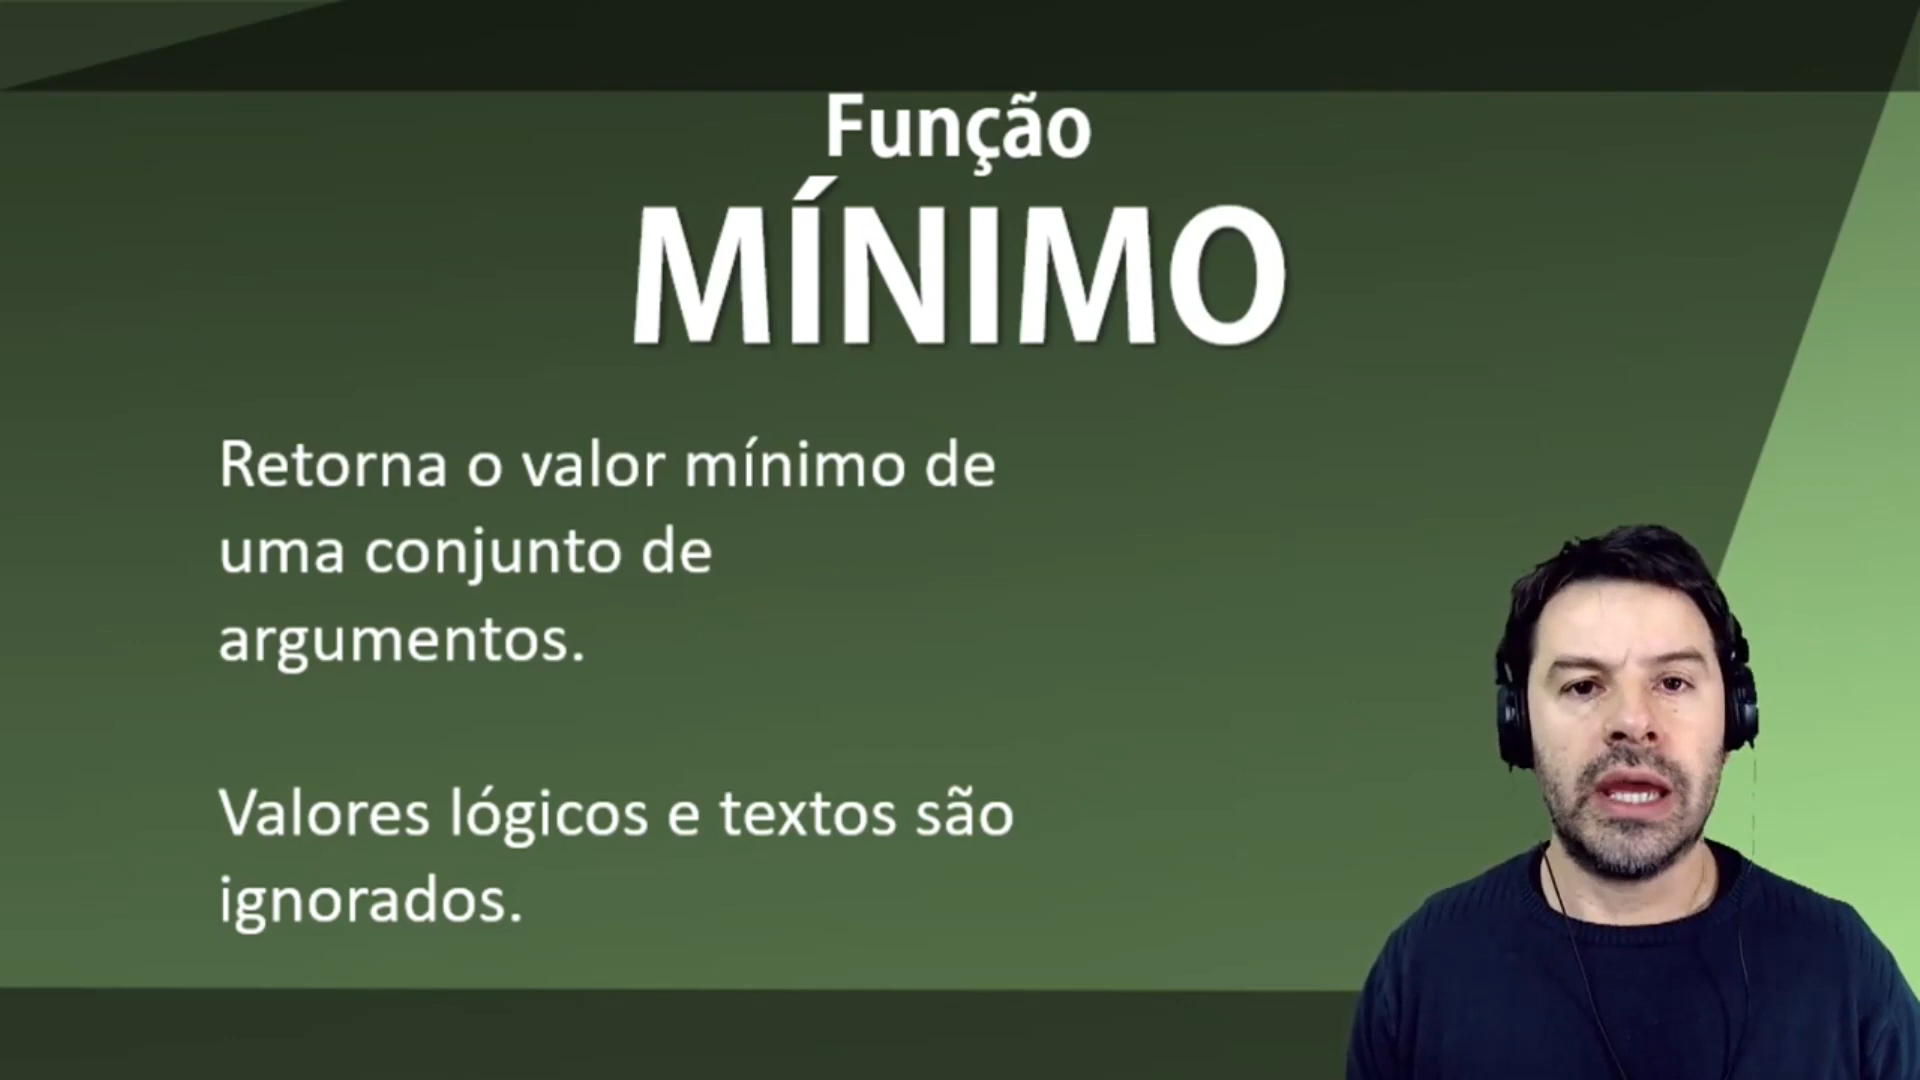 Função
MÍNIMO
Retorna o valor mínimo de
uma conjunto de
argumentos.
Valores lógicos e textos são
ignorados.